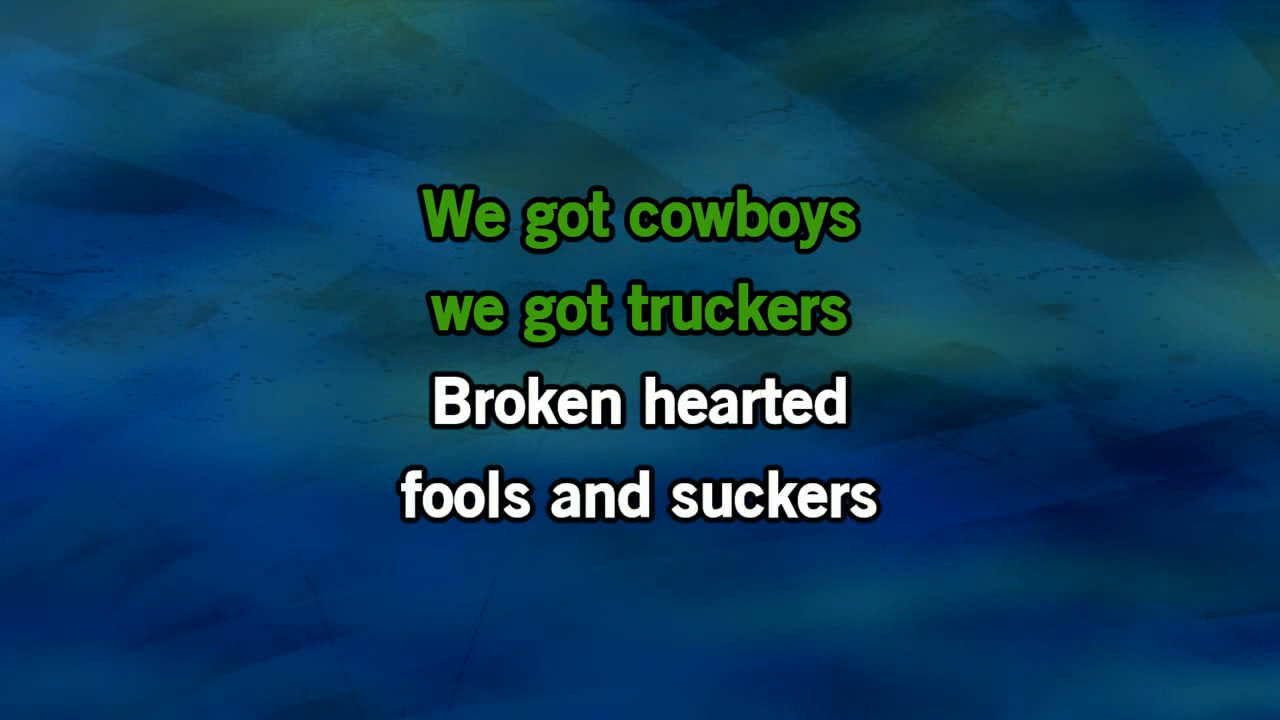 We got cowboys
we got truckers
Broken hearted
fools and suckers